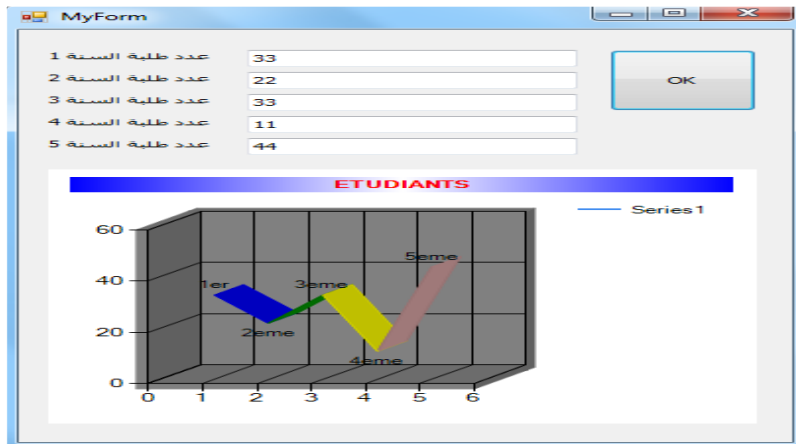 MyForm
عدد طلبة السنة 1
33
عدد طلبة السنة 2
22
عدد طلبة السنة 3
33
عدد طلبة السنة 4
11
عدد طلبة السنة 5
44
OK
ETUDIANTS
Series1
60
40
20
0
1er
2eme
3eme
4eme
5eme
0 1 2 3 4 5 6